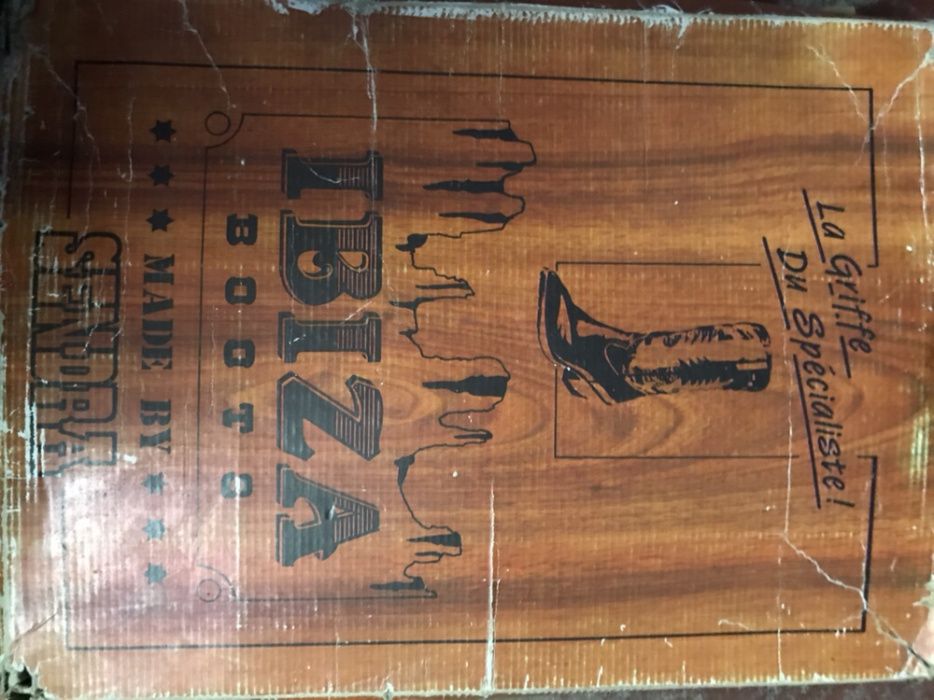 La Griffe
Du Spécialiste!
IBIZA
BOOTS
MADE BY
SENDRA